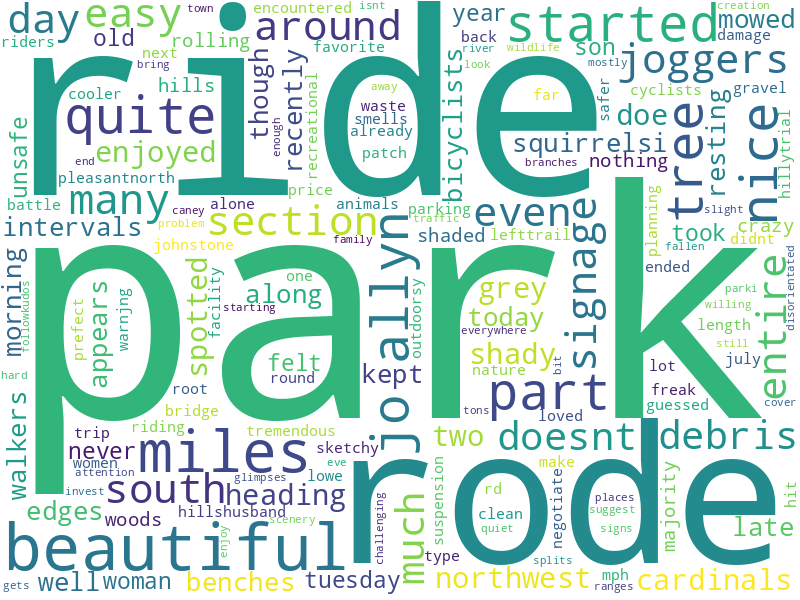 day easy town around encountered isnt year started mowed
riders old rolling favorite back river wildlife creation damage
next bring away look mostly joggers
ride
cooler hills though recently recreational waste smells already patch bicyclists far son cyclists safer gravel
quite
unsafe enjoyed end enough squirrelsi doe tree resting nice hillytrial
battle pleasantnorth price branches nothing
many alone animals parking even shaded planning took slight crazy
intervals caney problem section traffic signage didnt
johnstone family lefttrail ended fallen
park
morning followkudos prefect appears warnjng spotted facility one along starting jo allyn outdoorsy grey today shady everywhere length july willing parki still entire disorientated
felt kept nature lot freak cover
hard root round tons bit part loved guessed hit
bridge riding tremendous sketchy
walkers trip never women miles eve lowe two doesnt debris
attention glimpses make
invest south heading suspension rd
rode
edges woods hillshusband challenging much clean quiet negotiate places suggest signs majority late
enjoy scenery type splits
beautiful
gets well woman benches tuesday northwest mph ranges cardinals